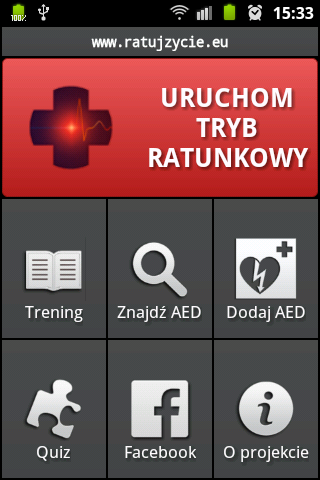 100%
15:33
www.ratujzycie.eu
URUCHOM
TRYB
RATUNKOWY
Trening
Znajdź AED
Dodaj AED
Quiz
Facebook
O projekcie